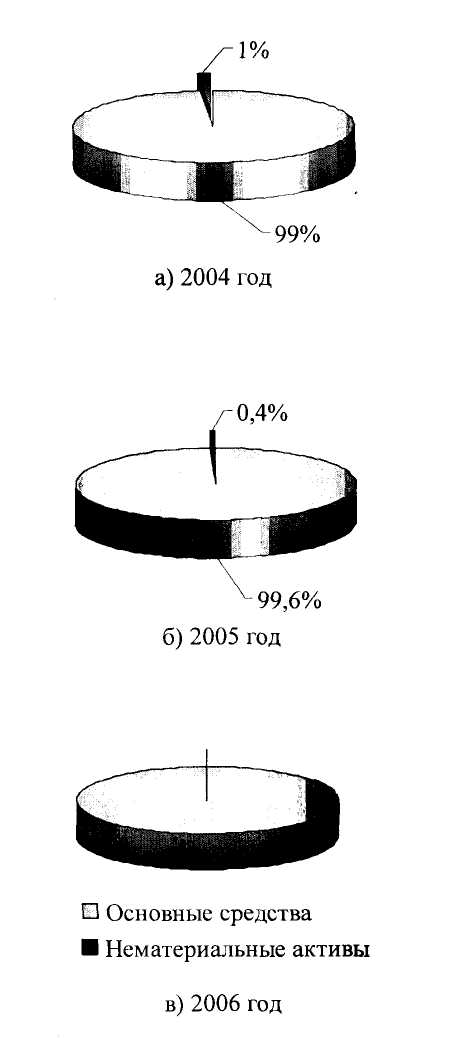 1%
99%
а) 2004 год
0,4%
99,6%
б) 2005 год
Основные средства
Нематериальные активы
в) 2006 год